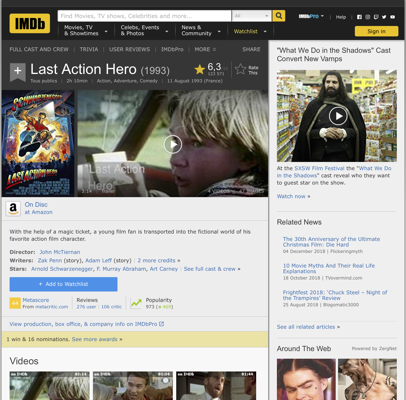 IMDb
Find Movies, TV shows, Celebrities and more...
All
IMDbPro
Help
Movies, TV
& Showtimes
Celebs, Events
& Photos
News &
Community
Watchlist
Sign in
FULL CAST AND CREW | TRIVIA | USER REVIEWS | IMDbPro | MORE
SHARE
Last Action Hero (1993)
6,3
Rate
This
Tous publics | 2h 10min | Action, Adventure, Comedy | 11 August 1993 (France)
LAST ACTION HERO
"Last Action
Hero"
2:19
On Disc
at Amazon
With the help of a magic ticket, a young film fan is transported into the fictional world of his
favorite action film character.
Director: John McTiernan
Writers: Zak Penn (story), Adam Leff (story) | 2 more credits »
Stars: Arnold Schwarzenegger, F. Murray Abraham, Art Carney | See full cast & crew »
+ Add to Watchlist
Metascore
From metacritic.com
Reviews
276 user | 106 critic
Popularity
View production, box office, & company info on IMDbPro
1 win & 16 nominations. See more awards »
Videos
"What We Do in the Shadows" Cast
Convert New Vamps
At the SXSW Film Festival the "What We Do
in the Shadows" cast reveal who they want
to guest star on the show.
Watch now »
Related News
The 30th Anniversary of the Ultimate
Christmas Film: Die Hard
04 December 2018 | Flickeringmyth
10 Movie Myths And Their Real Life
Explanations
18 October 2018 | TVovermind.com
Frightfest 2018: 'Chuck Steel – Night of
the Trampires' Review
25 August 2018 | Blogomatic3000
See all related articles »
Around The Web
Powered by ZergNet